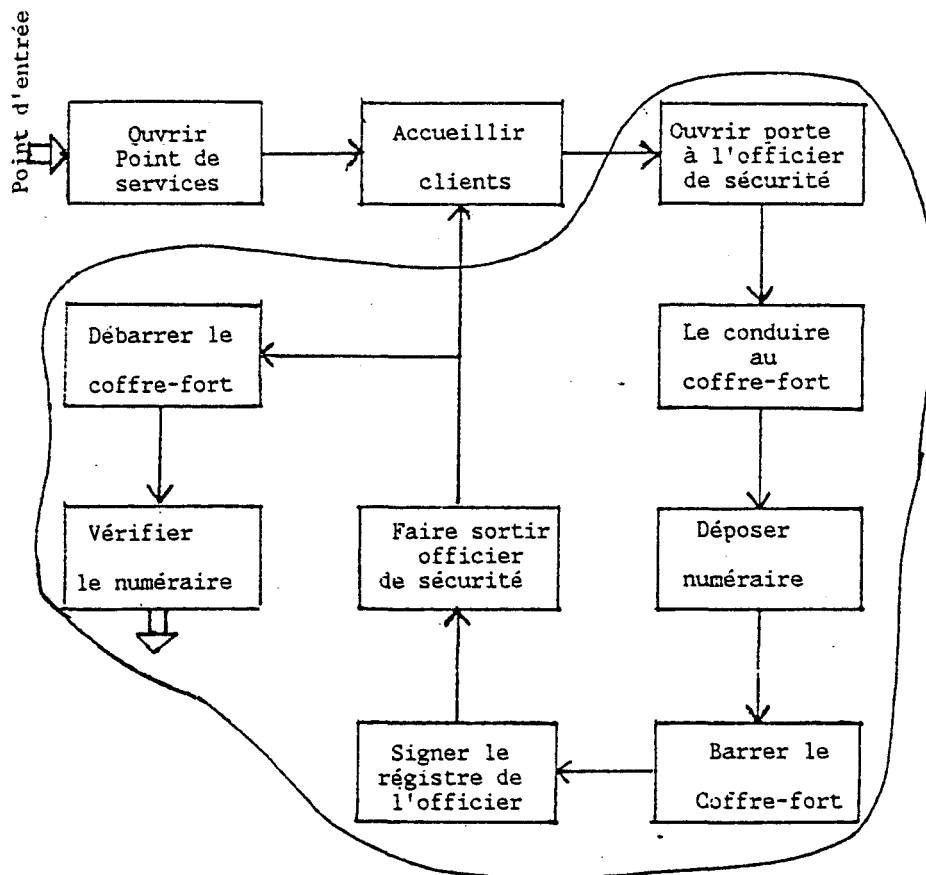 Point d'entrée
Ouvrir
Point de
services
Accueillir
clients
Ouvrir porte
à l'officier
de sécurité
Débarrer le
coffre-fort
Le conduire
au
coffre-fort
Vérifier
le numéraire
Faire sortir
officier
de sécurité
Déposer
numéraire
Signer le
régistre de
l'officier
Barrer le
Coffre-fort